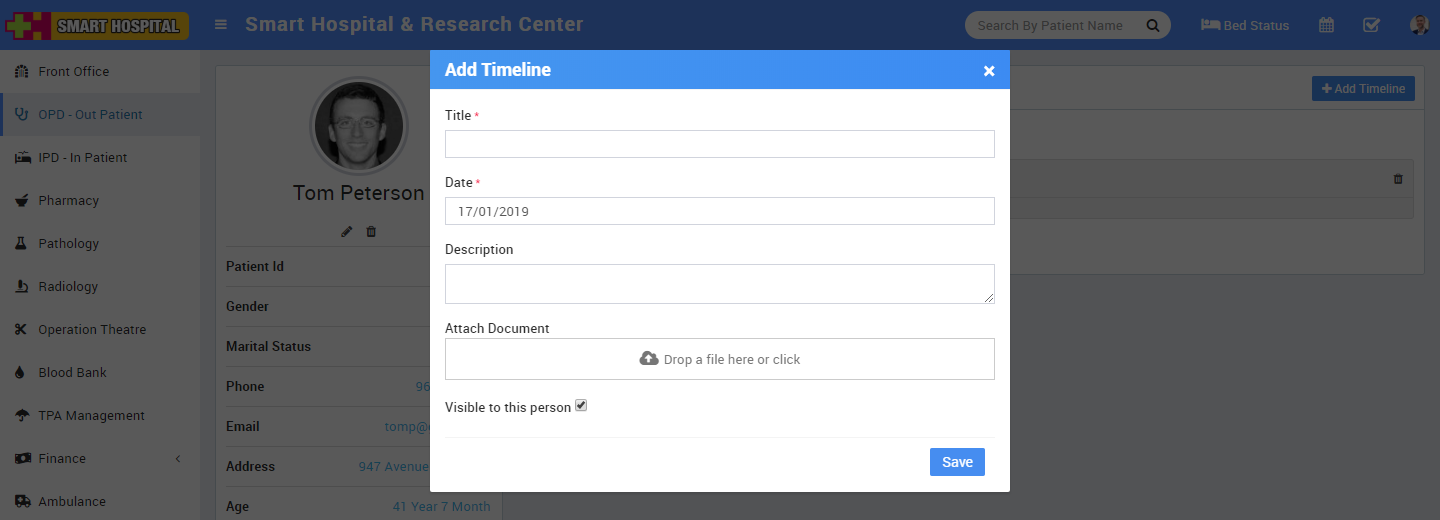 SMART HOSPITAL
Smart Hospital & Research Center
Search By Patient Name
Bed Status
Front Office
OPD - Out Patient
IPD - In Patient
Pharmacy
Pathology
Radiology
Operation Theatre
Blood Bank
TPA Management
Finance
Ambulance
Tom Peterson
Patient Id
Gender
Marital Status
Phone 96
Email tomp@
Address 947 Avenue
Age 41 Year 7 Month
Add Timeline ×
Title *
Date *
17/01/2019
Description
Attach Document
Drop a file here or click
Visible to this person
Save
+ Add Timeline